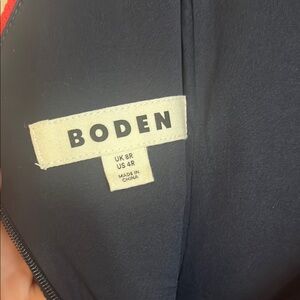 BODEN
UK 8R
US 4R
MADE IN
CHINA